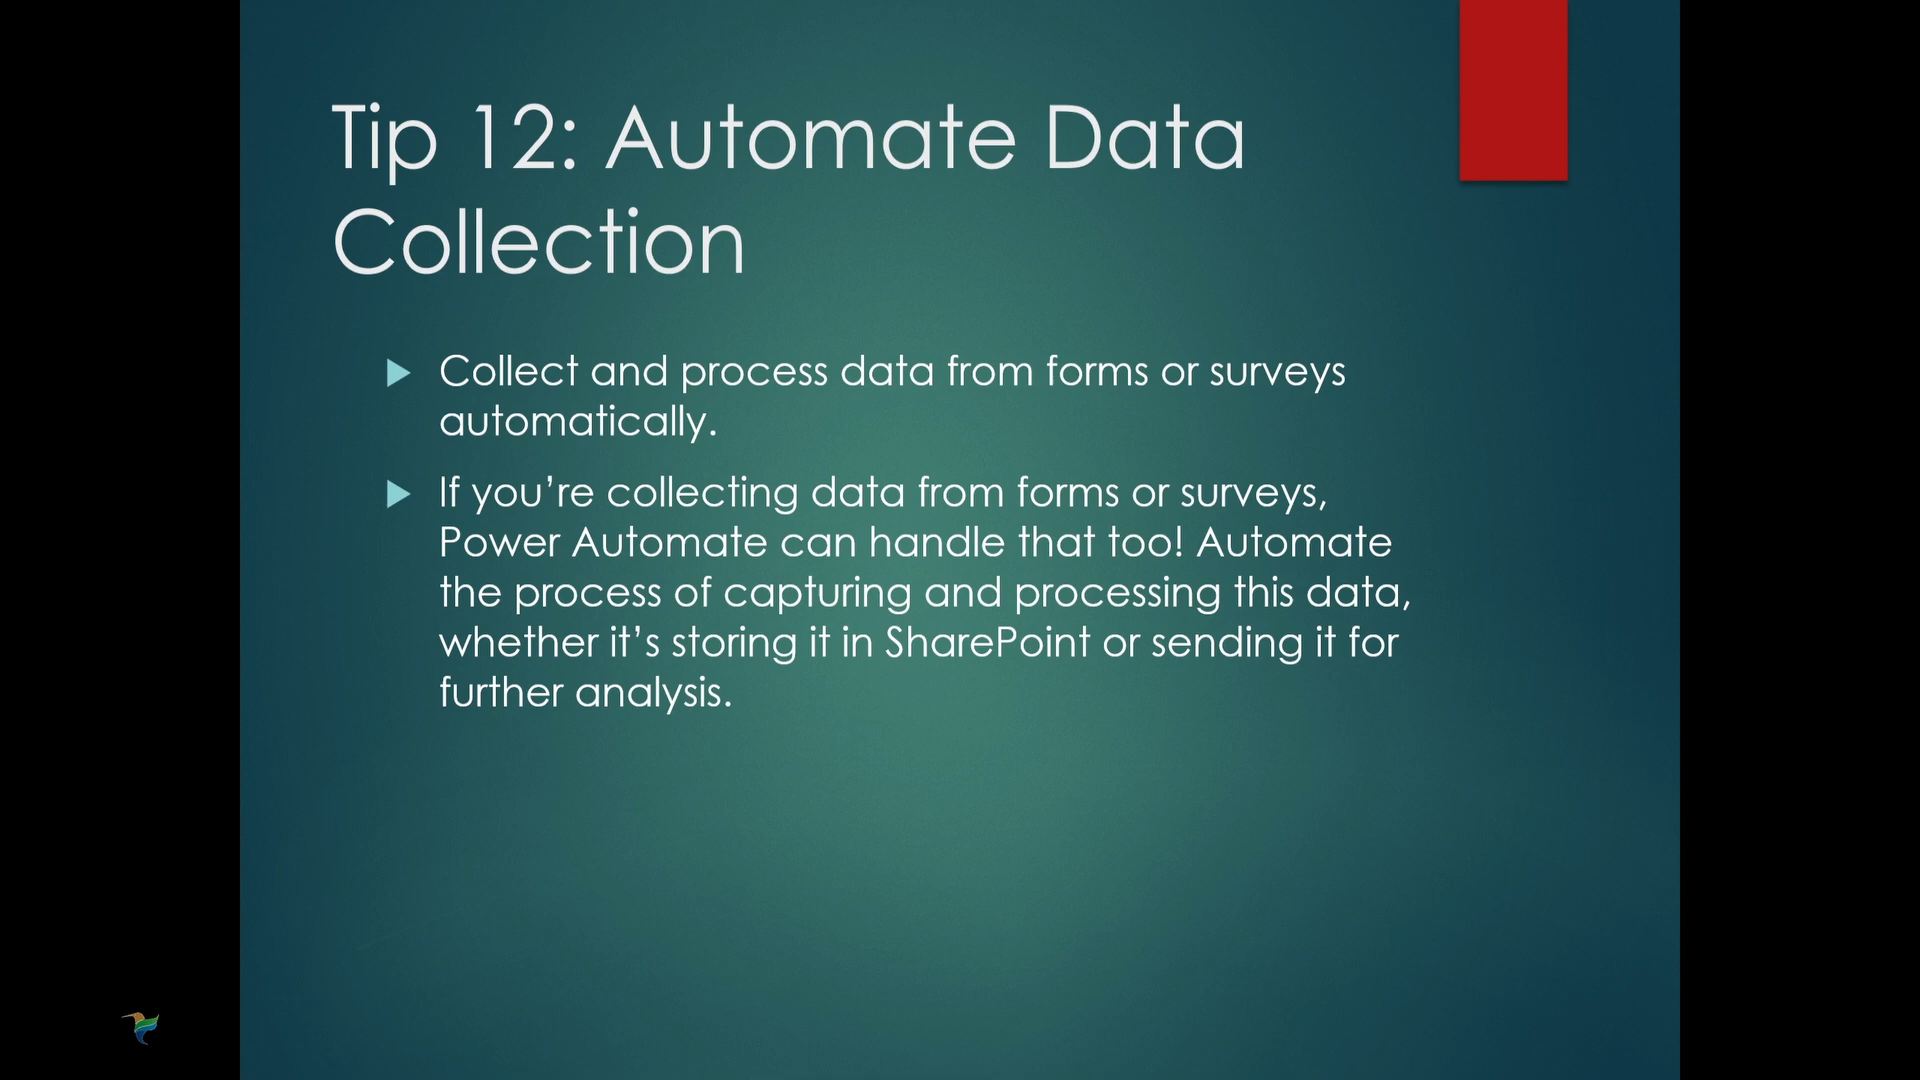 Tip 12: Automate Data
Collection
Collect and process data from forms or surveys
automatically.
If you’re collecting data from forms or surveys,
Power Automate can handle that too! Automate
the process of capturing and processing this data,
whether it’s storing it in SharePoint or sending it for
further analysis.